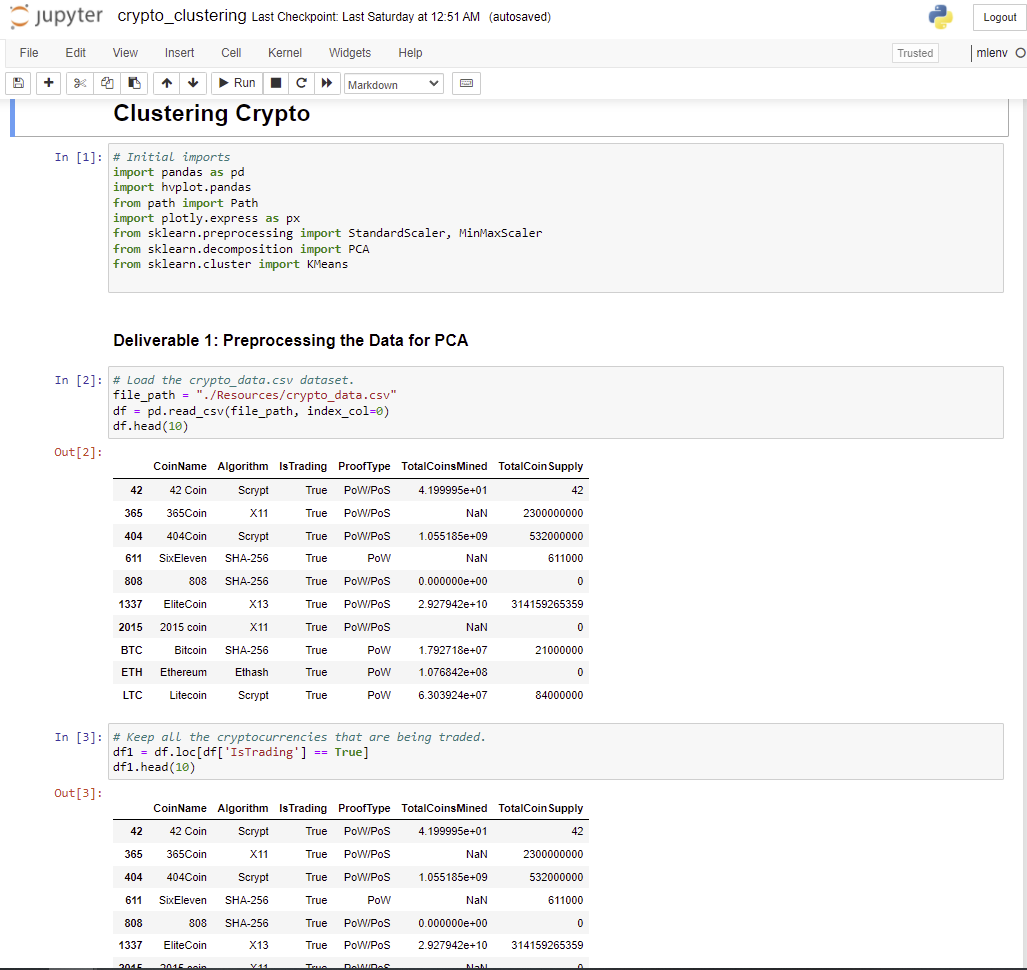 jupyter crypto_clustering Last Checkpoint: Last Saturday at 12:51 AM (autosaved) Logout
File Edit View Insert Cell Kernel Widgets Help Trusted mlenv
Run Markdown
Clustering Crypto
In [1]: # Initial imports
import pandas as pd
import hvplot.pandas
from path import Path
import plotly.express as px
from sklearn.preprocessing import StandardScaler, MinMaxScaler
from sklearn.decomposition import PCA
from sklearn.cluster import KMeans
Deliverable 1: Preprocessing the Data for PCA
In [2]: # Load the crypto_data.csv dataset.
file_path = "./Resources/crypto_data.csv"
df = pd.read_csv(file_path, index_col=0)
df.head(10)
Out[2]:
CoinName Algorithm IsTrading ProofType TotalCoinsMined TotalCoinSupply
42 42 Coin Scrypt True PoW/PoS 4.199995e+01 42
365 365Coin X11 True PoW/PoS NaN 2300000000
404 404Coin Scrypt True PoW/PoS 1.055185e+09 532000000
611 SixEleven SHA-256 True PoW NaN 611000
808 808 SHA-256 True PoW/PoS 0.000000e+00 0
1337 EliteCoin X13 True PoW/PoS 2.927942e+10 314159265359
2015 2015 coin X11 True PoW/PoS NaN 0
BTC Bitcoin SHA-256 True PoW 1.792718e+07 21000000
ETH Ethereum Ethash True PoW 1.076842e+08 0
LTC Litecoin Scrypt True PoW 6.303924e+07 84000000
In [3]: # Keep all the cryptocurrencies that are being traded.
df1 = df.loc[df['IsTrading'] == True]
df1.head(10)
Out[3]:
CoinName Algorithm IsTrading ProofType TotalCoinsMined TotalCoinSupply
42 42 Coin Scrypt True PoW/PoS 4.199995e+01 42
365 365Coin X11 True PoW/PoS NaN 2300000000
404 404Coin Scrypt True PoW/PoS 1.055185e+09 532000000
611 SixEleven SHA-256 True PoW NaN 611000
808 808 SHA-256 True PoW/PoS 0.000000e+00 0
1337 EliteCoin X13 True PoW/PoS 2.927942e+10 314159265359
2015 2015 coin X11 True PoW/PoS NaN 0